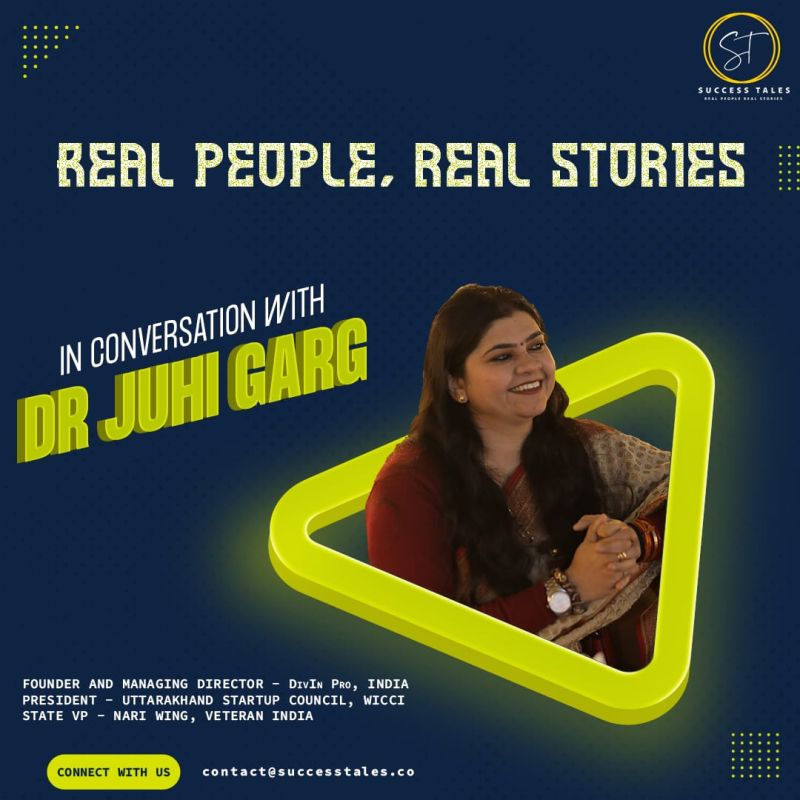 ST
SUCCESS TALES
REAL PEOPLE REAL STORIES
REAL PEOPLE, REAL STORIES
IN CONVERSATION WITH
DR JUHI GARG
FOUNDER AND MANAGING DIRECTOR – DivIn Pro, INDIA
PRESIDENT – UTTARAKHAND STARTUP COUNCIL, WICCI
STATE VP – NARI WING, VETERAN INDIA
CONNECT WITH US
contact@successtales.co